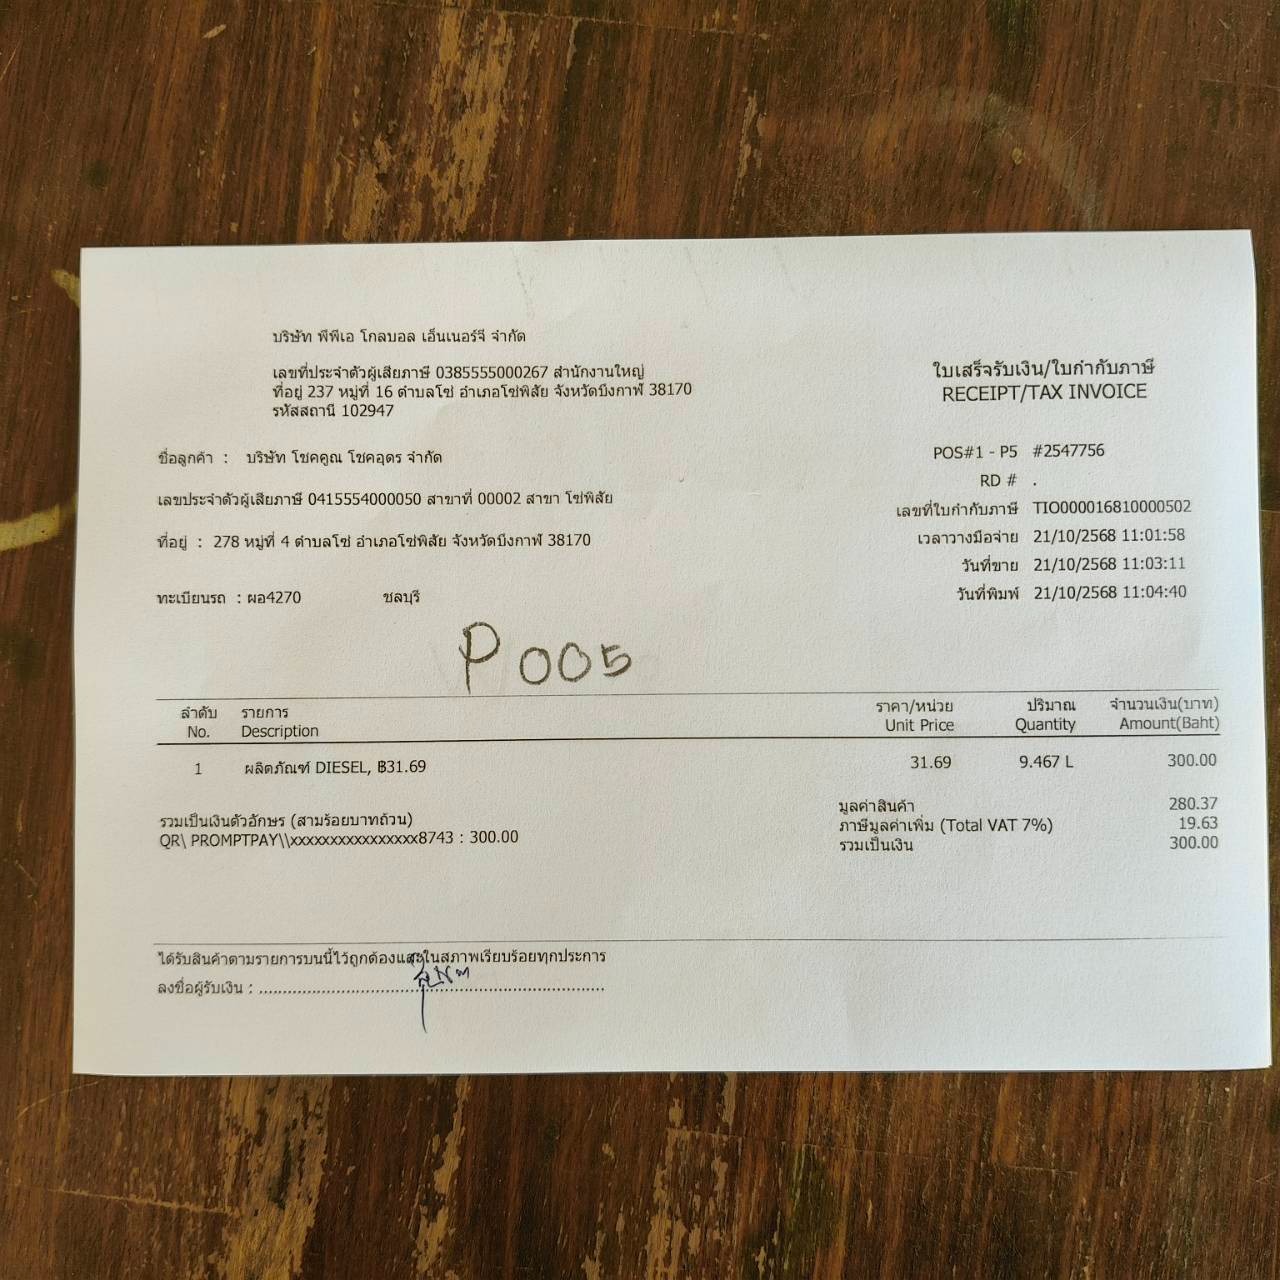 บริษัท พีพีเอ โกลบอล เอ็นเนอร์จี จำกัด
เลขที่ประจำตัวผู้เสียภาษี 0385555000267 สำนักงานใหญ่
ที่อยู่ 237 หมู่ที่ 16 ตำบลโซ่ อำเภอโซ่พิสัย จังหวัดบึงกาฬ 38170
รหัสสถานี 102947
ใบเสร็จรับเงิน/ใบกำกับภาษี
RECEIPT/TAX INVOICE
ชื่อลูกค้า : บริษัท โชคคูณ โชคอุดร จำกัด
เลขประจำตัวผู้เสียภาษี 0415554000050 สาขาที่ 00002 สาขา โซ่พิสัย
ที่อยู่ : 278 หมู่ที่ 4 ตำบลโซ่ อำเภอโซ่พิสัย จังหวัดบึงกาฬ 38170
ทะเบียนรถ : ผอ4270 ชลบุรี
POS#1 - P5 #2547756
RD # .
เลขที่ใบกำกับภาษี TIO000016810000502
เวลาวางมือจ่าย 21/10/2568 11:01:58
วันที่ขาย 21/10/2568 11:03:11
วันที่พิมพ์ 21/10/2568 11:04:40
P005
ลำดับ รายการ ราคา/หน่วย ปริมาณ จำนวนเงิน(บาท)
No. Description Unit Price Quantity Amount(Baht)
1 ผลิตภัณฑ์ DIESEL, ฿31.69 31.69 9.467 L 300.00
รวมเป็นเงินตัวอักษร (สามร้อยบาทถ้วน)
QR\ PROMPTPAY\\xxxxxxxxxxxxxxxx8743 : 300.00
มูลค่าสินค้า 280.37
ภาษีมูลค่าเพิ่ม (Total VAT 7%) 19.63
รวมเป็นเงิน 300.00
ได้รับสินค้าตามรายการบนนี้ไว้ถูกต้องและในสภาพเรียบร้อยทุกประการ
ลงชื่อผู้รับเงิน : ..........................................................................